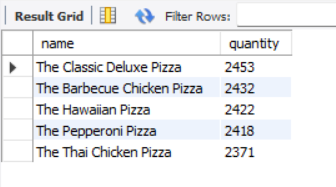 Result Grid Filter Rows:
name quantity
The Classic Deluxe Pizza 2453
The Barbecue Chicken Pizza 2432
The Hawaiian Pizza 2422
The Pepperoni Pizza 2418
The Thai Chicken Pizza 2371